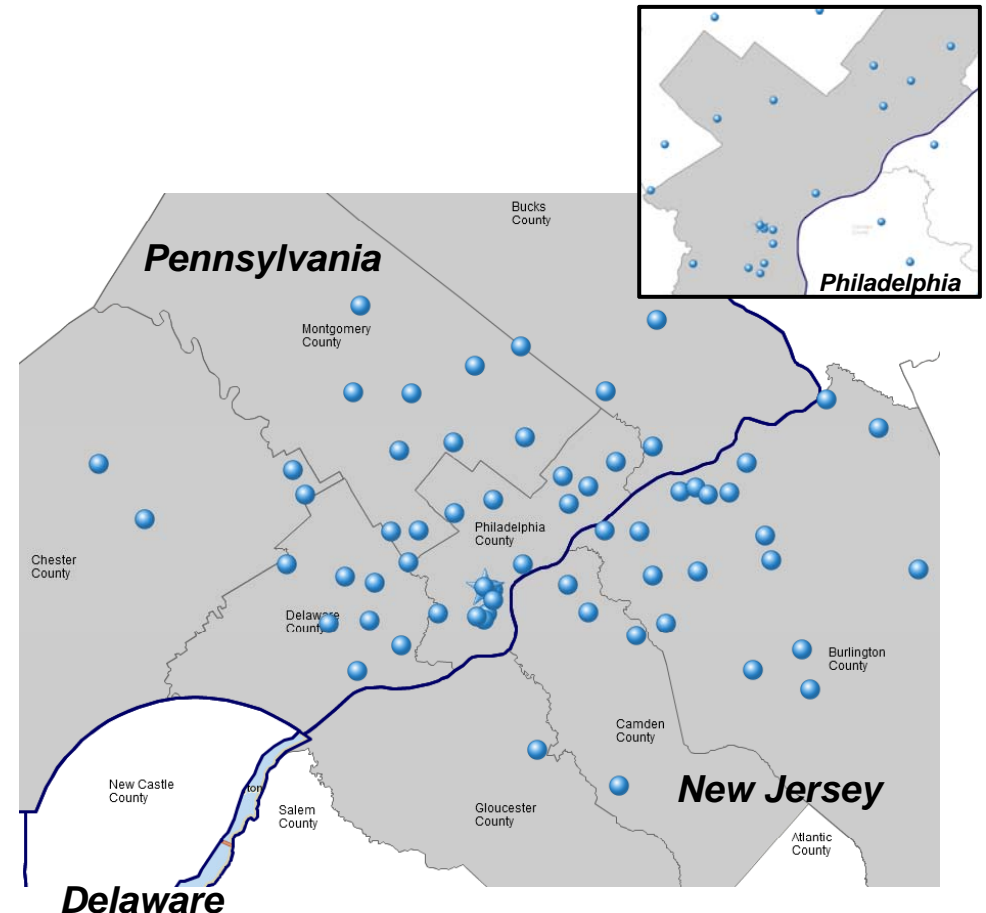 Philadelphia
Bucks
County
Pennsylvania
Montgomery
County
Philadelphia
County
Chester
County
Delaware
County
Burlington
County
Camden
County
New Castle
County
New Jersey
Salem
County
Gloucester
County
Atlantic
County
Delaware